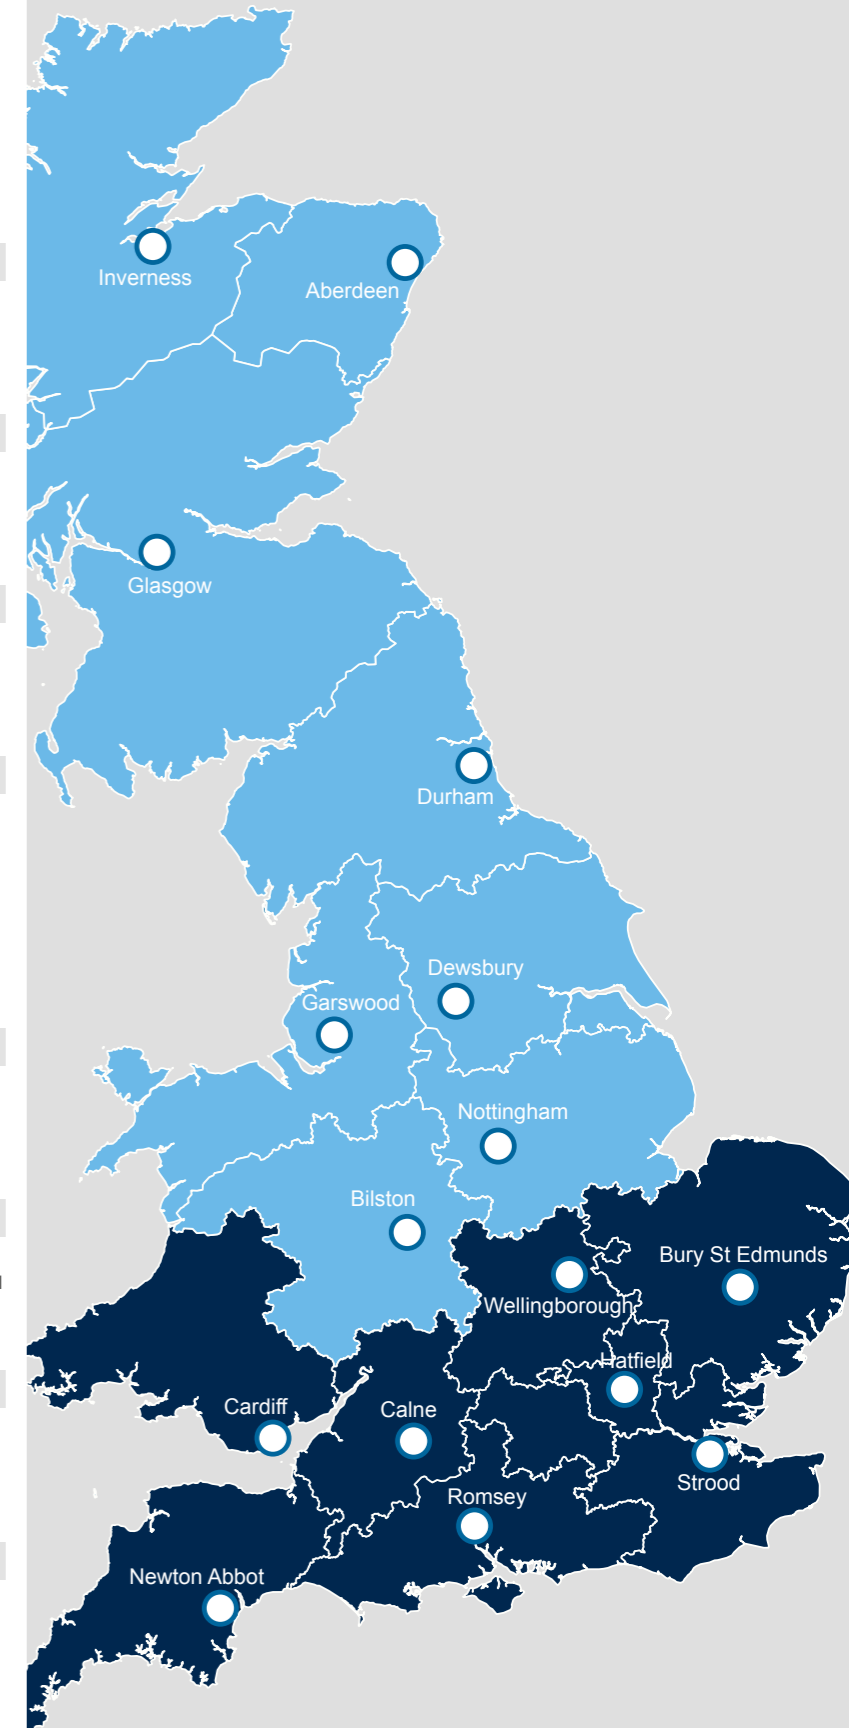 Inverness
Aberdeen
Glasgow
Durham
Dewsbury
Garswood
Nottingham
Bilston
Bury St Edmunds
Wellingborough
Hatfield
Cardiff
Calne
Strood
Romsey
Newton Abbot